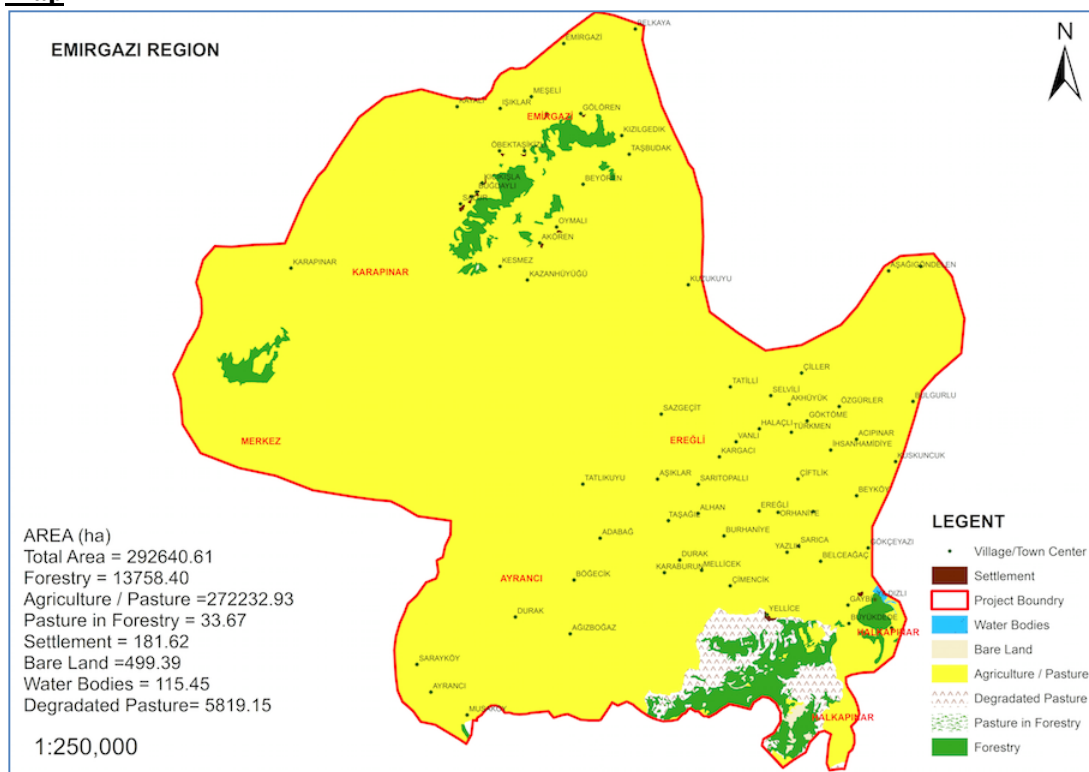 EMIRGAZI REGION
N
BELKAYA
EMİRGAZİ
MEŞELİ
IŞIKLAR
GÖLÖREN
EMİRGAZİ
KIZILGEDIK
TAŞBUDAK
BEYÖREN
OYMALI
AKÖREN
KESMEZ
KAZANHÜYÜĞÜ
KARAPINAR
KARAPINAR
KUZUKUYU
AŞAĞIGÖNDELEN
ÇİLLER
TATILLI
SELVİLİ
AKHÜYÜK
ÖZGÜRLER
BULGURLU
SAZGEÇİT
GÖKTÖME
HALAÇLI
TÜRKMEN
MERKEZ
EREĞLİ
VANLI
ACIPINAR
KARGACI
İHSANHAMİDİYE
KUSKUNCUK
TATLIKUYU
AŞIKLAR
SARITOPALLI
ÇİFTLİK
BEYKÖY
TAŞAĞIL
ALHAN
EREĞLİ
ORHANİYE
ADABAĞ
BURHANİYE
YAZLIK
SARICA
GÖKÇEYAZI
BELCEAĞAÇ
DURAK
KARABURUN
MELLİCEK
AYRANCI
BÖĞECİK
ÇİMENCİK
DURAK
AĞIZBOĞAZ
YELLİCE
BÜYÜKDEDE
HALKAPINAR
SARAYKÖY
AYRANCI
HALKAPINAR
AREA (ha)
Total Area = 292640.61
Forestry = 13758.40
Agriculture / Pasture =272232.93
Pasture in Forestry = 33.67
Settlement = 181.62
Bare Land =499.39
Water Bodies = 115.45
Degradated Pasture= 5819.15
1:250,000
LEGENT
Village/Town Center
Settlement
Project Boundry
Water Bodies
Bare Land
Agriculture / Pasture
Degradated Pasture
Pasture in Forestry
Forestry